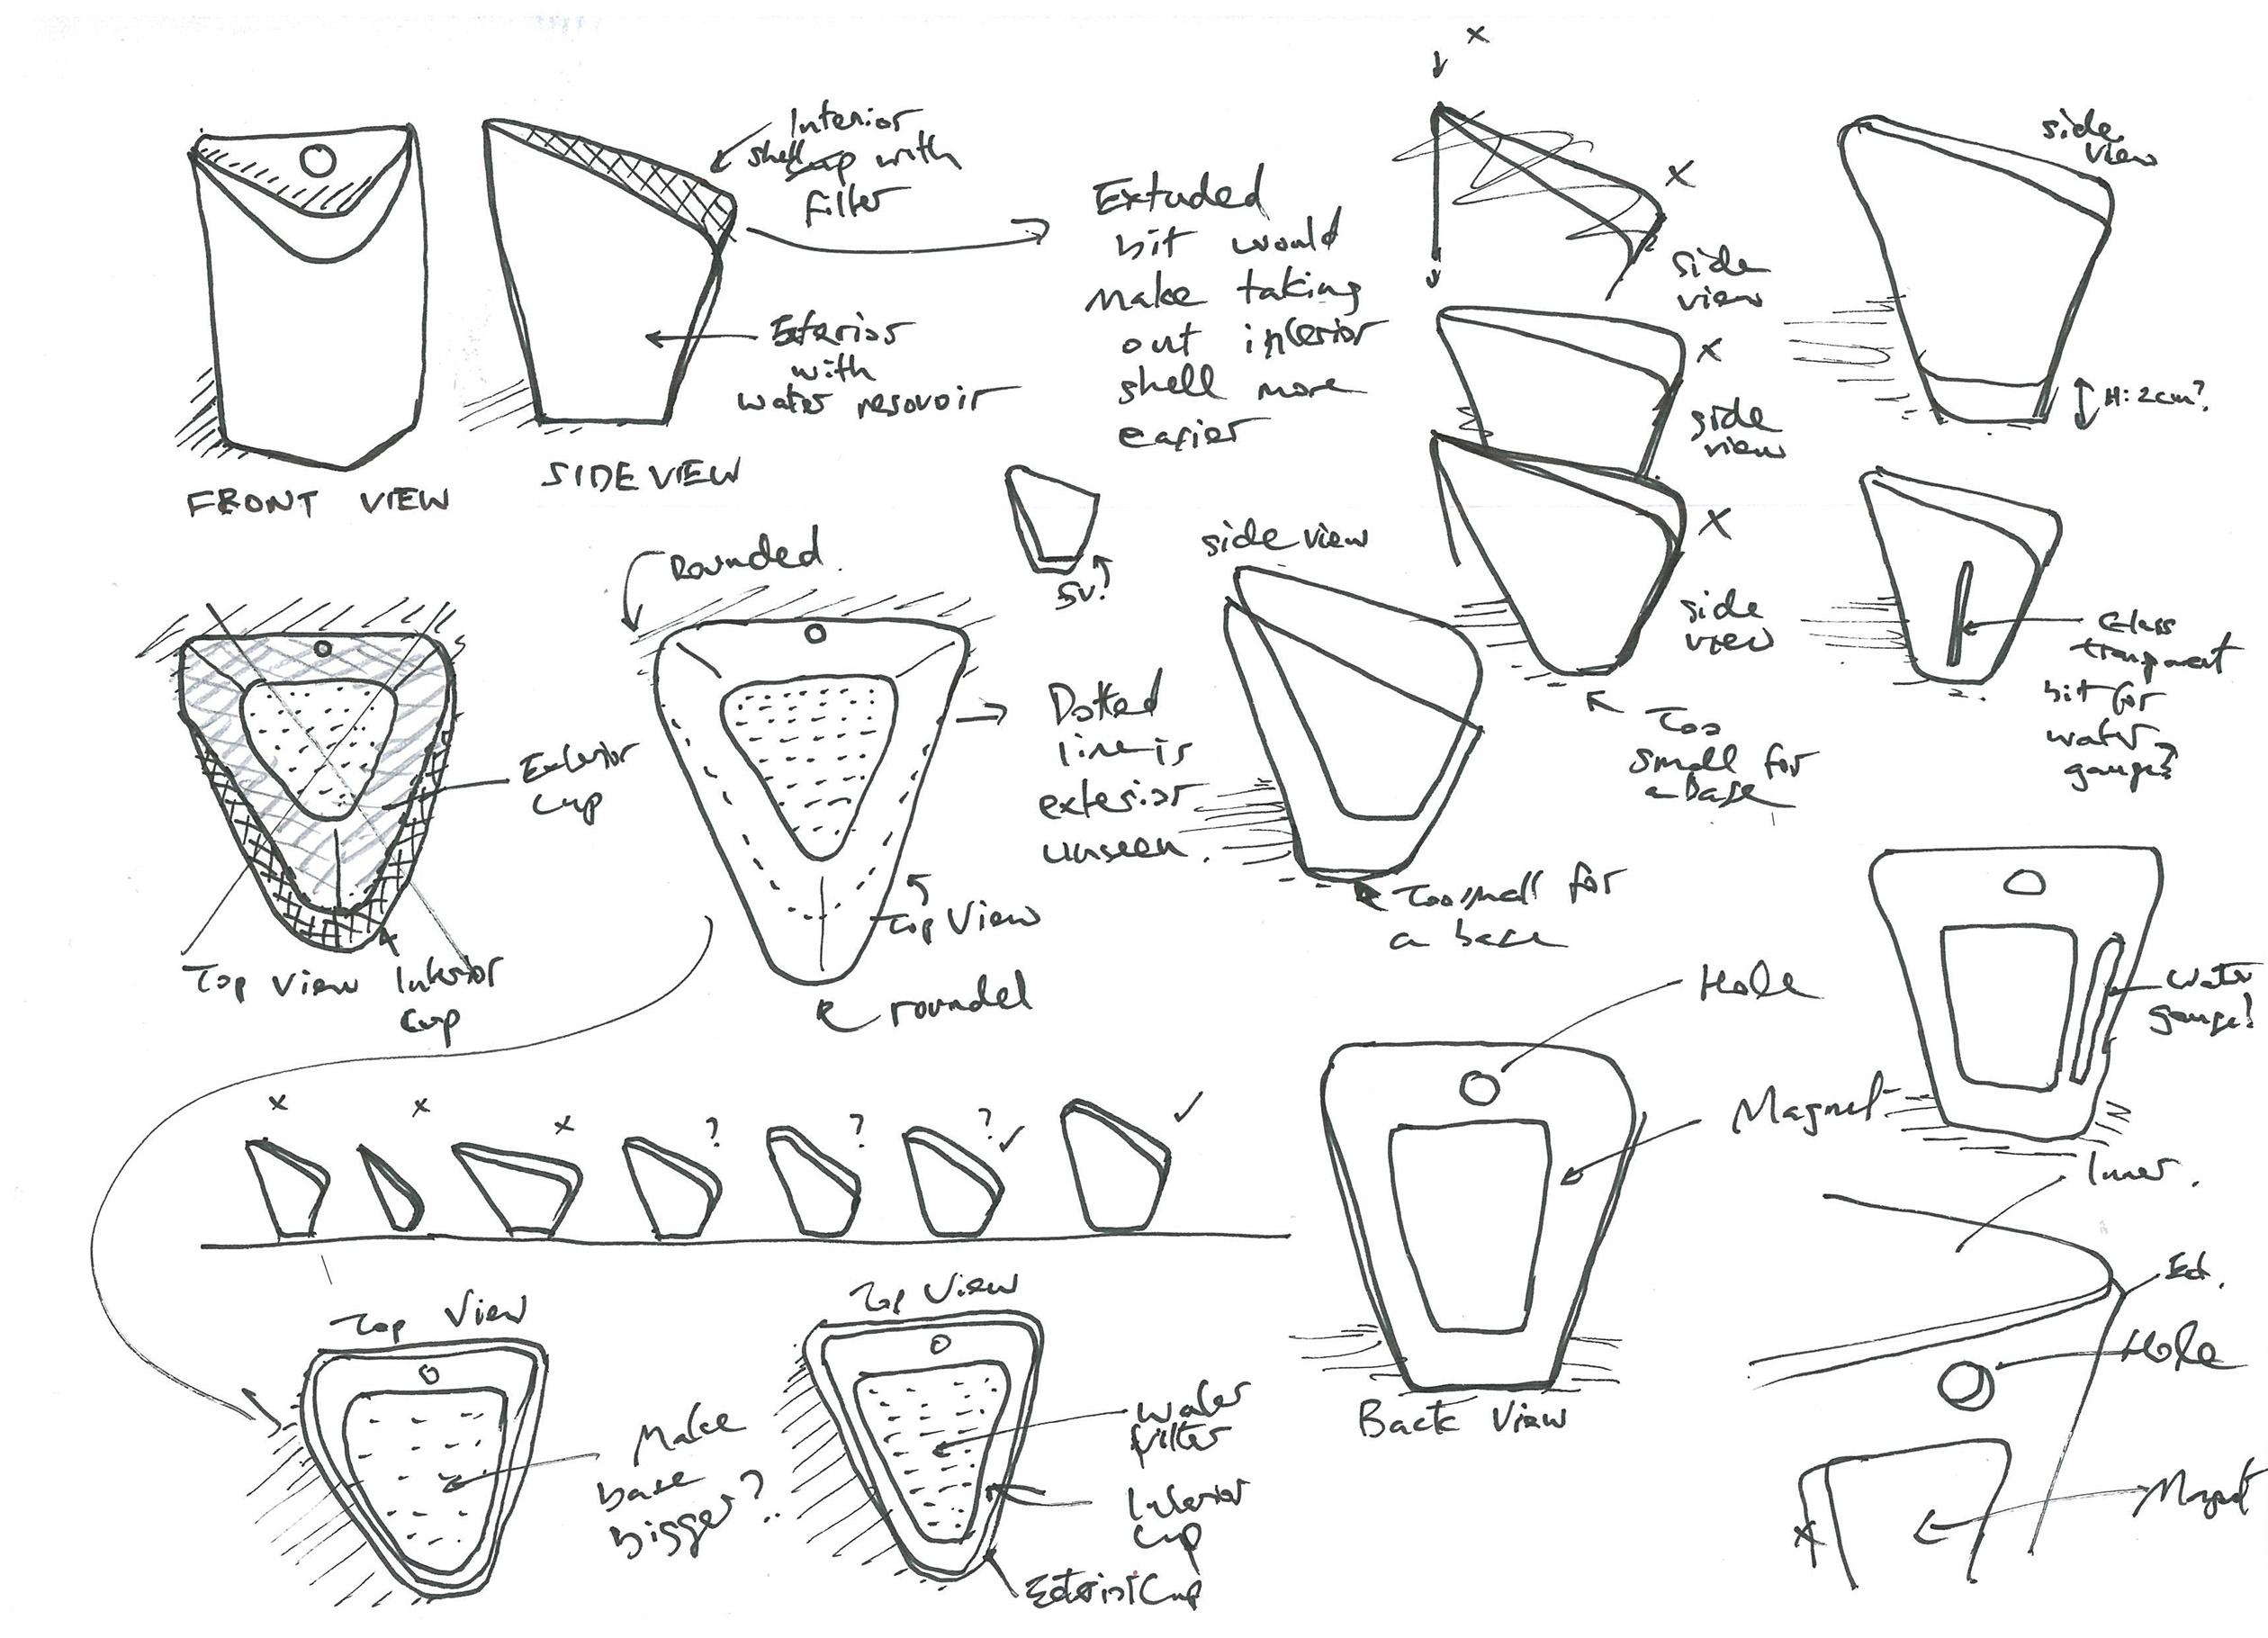 Interior
shell cup with
filter
Exterior
with
water resovoir
FRONT VIEW
SIDE VIEW
Extuded
bit would
make taking
out interior
shell more
easier
x
x
side
view
x
side
view
x
side
view
Too
small for
a base
side
view
H: 2cm?
Glass
bit for
water
gauge?
SV?
side view
Too small for
a base
Rounded
Exterior
cup
Top View
Interior
cup
Dotted
line is
exterior
unseen.
Top View
rounded
x
x
x
?
?
?✓
✓
Top View
Make
base
bigger?
Top View
water
filter
Interior
cup
Exterior Cup
Hole
Magnet
Back View
Water
gauge!
Inner.
Ext.
Hole
x